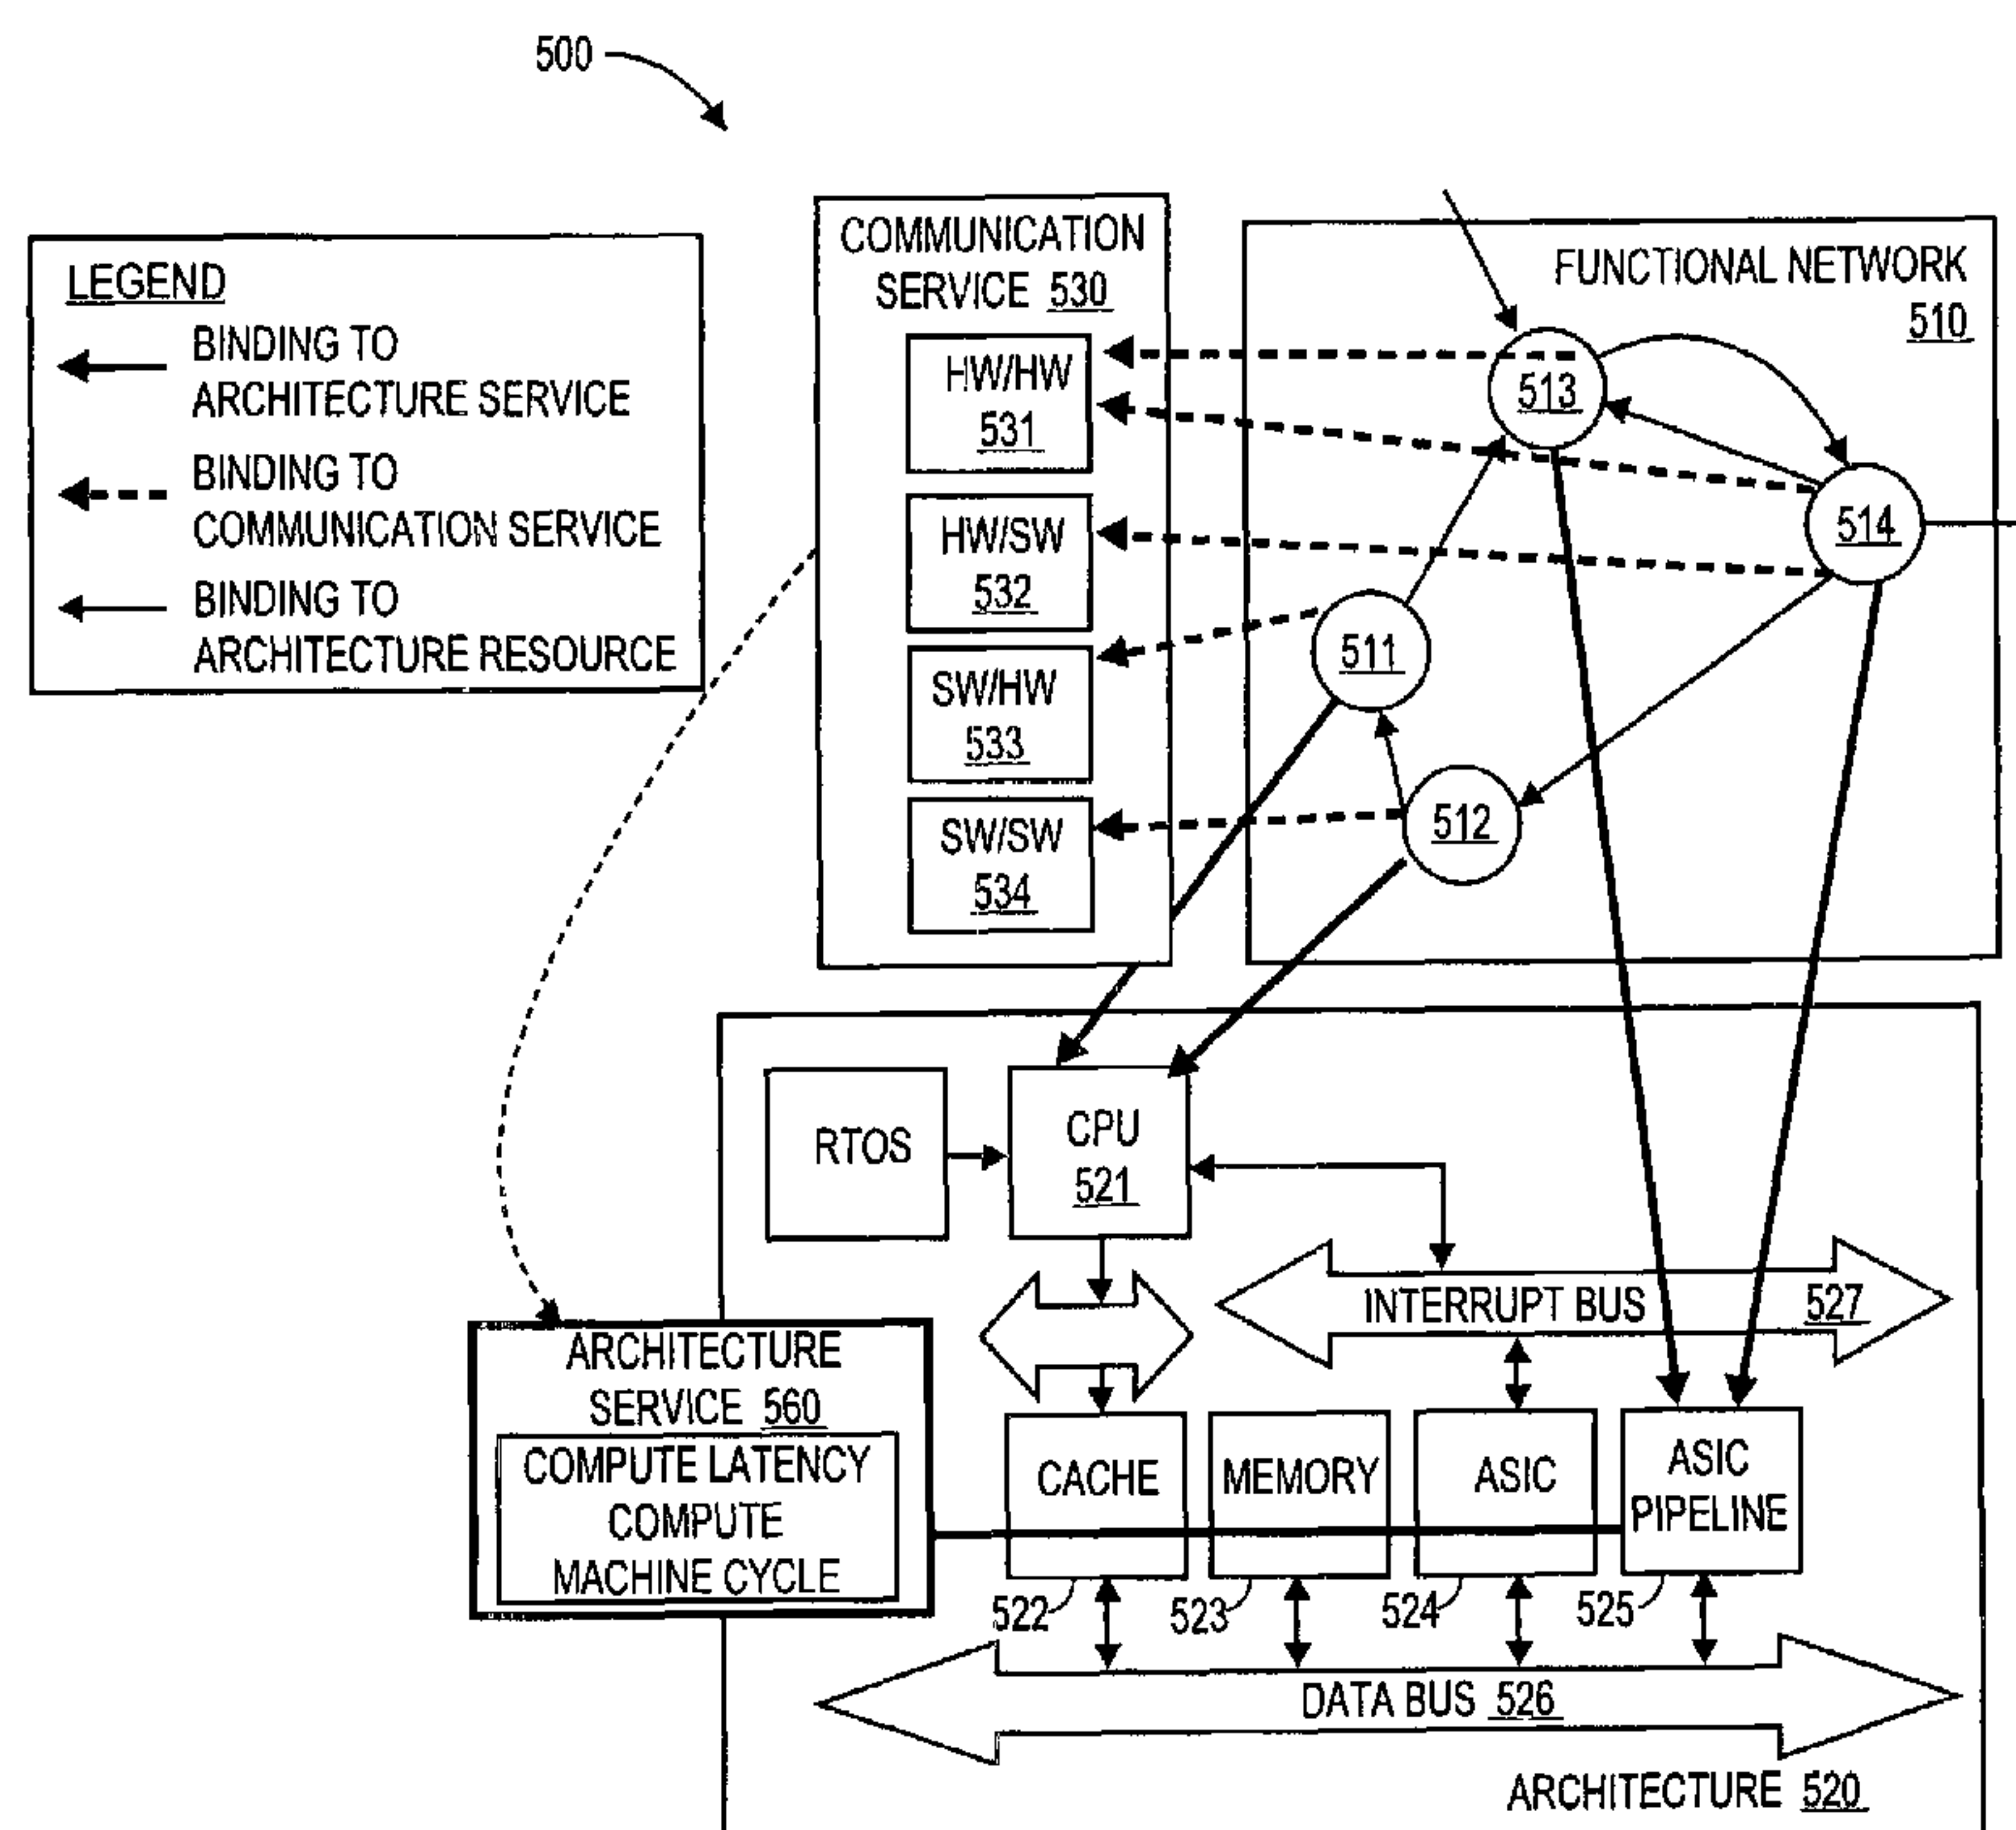 500
LEGEND
BINDING TO
ARCHITECTURE SERVICE
BINDING TO
COMMUNICATION SERVICE
BINDING TO
ARCHITECTURE RESOURCE
COMMUNICATION
SERVICE 530
HW/HW
531
HW/SW
532
SW/HW
533
SW/SW
534
FUNCTIONAL NETWORK
510
513
514
511
512
RTOS
CPU
521
INTERRUPT BUS 527
ARCHITECTURE
SERVICE 560
COMPUTE LATENCY
COMPUTE
MACHINE CYCLE
CACHE
MEMORY
ASIC
ASIC
PIPELINE
522
523
524
525
DATA BUS 526
ARCHITECTURE 520